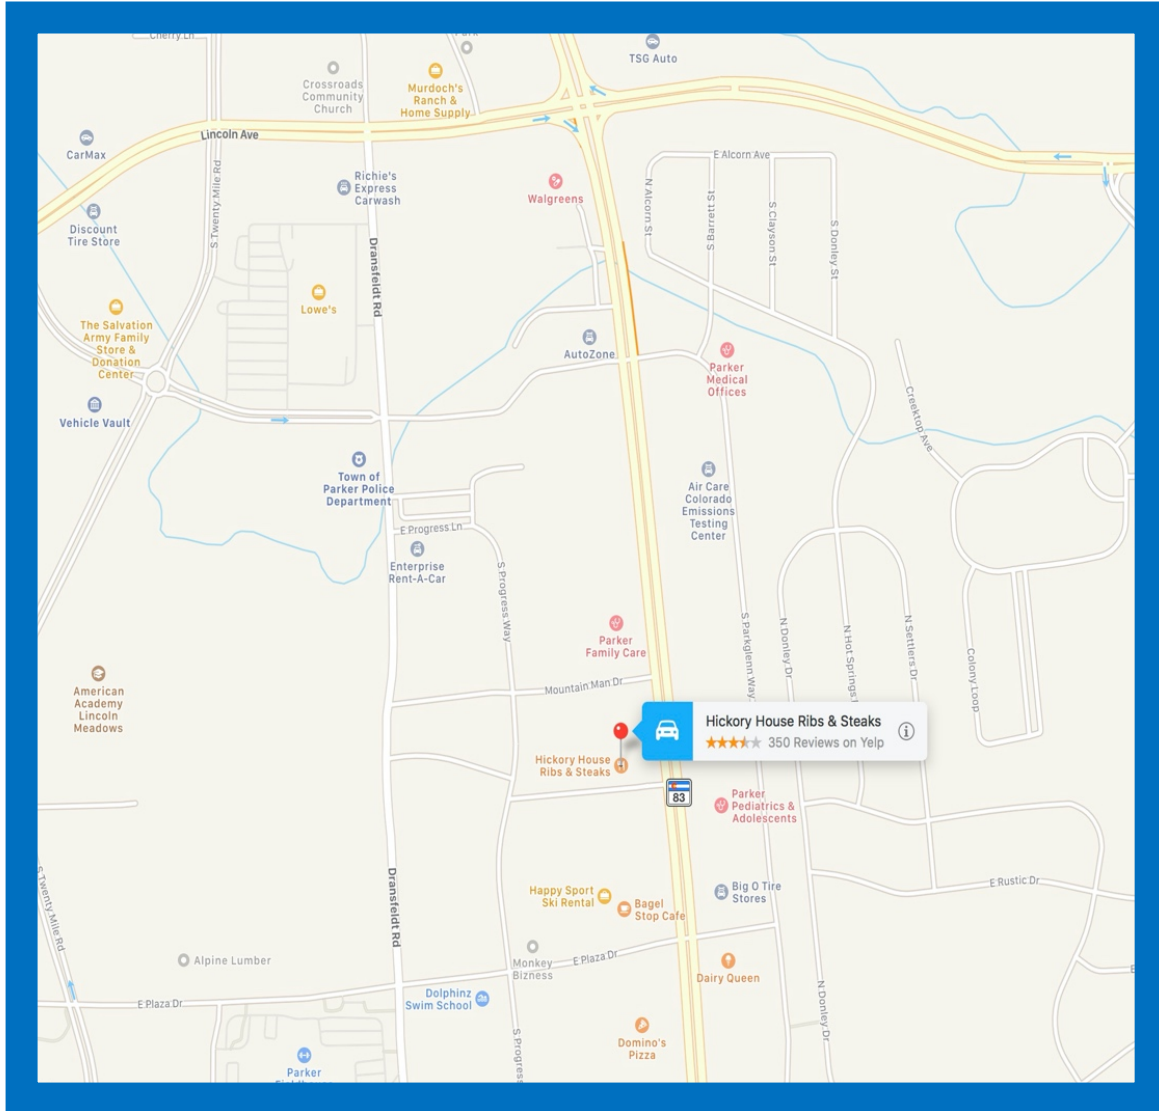 Cherry Ln
Park
TSG Auto
Crossroads
Community
Church
Murdoch's
Ranch &
Home Supply
Lincoln Ave
CarMax
E Alcorn Ave
Richie's
Express
Carwash
Walgreens
S Twenty Mile Rd
N Alcorn St
S Barrett St
S Clayson St
S Donley St
Discount
Tire Store
Dransfeldt Rd
Lowe's
The Salvation
Army Family
Store &
Donation
Center
AutoZone
Parker
Medical
Offices
Creektop Ave
Vehicle Vault
Town of
Parker Police
Department
Air Care
Colorado
Emissions
Testing
Center
E Progress Ln
Enterprise
Rent-A-Car
S Progress Way
Parker
Family Care
S Parkglenn Way
N Donley Dr
N Hot Springs
N Settlers Dr
Colony Loop
American
Academy
Lincoln
Meadows
Mountain Man Dr
Hickory House Ribs & Steaks
350 Reviews on Yelp
Hickory House
Ribs & Steaks
83
Parker
Pediatrics &
Adolescents
S Twenty Mile Rd
Dransfeldt Rd
Happy Sport
Ski Rental
Bagel
Stop Cafe
Big O Tire
Stores
E Rustic Dr
Alpine Lumber
Monkey
Bizness
E Plaza Dr
Dairy Queen
E Plaza Dr
Dolphinz
Swim School
N Donley Dr
S Progress
Domino's
Pizza
Parker